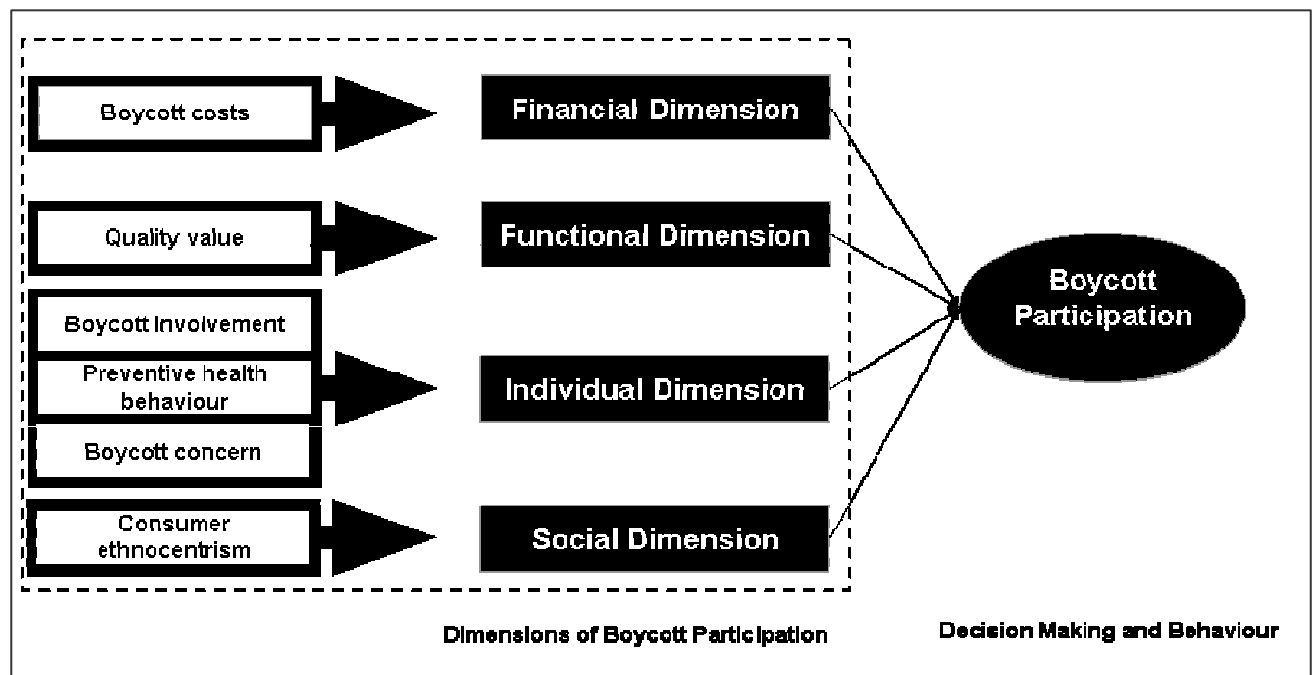 Boycott costs
Financial Dimension
Quality value
Functional Dimension
Boycott Involvement
Preventive health
behaviour
Boycott concern
Individual Dimension
Consumer
ethnocentrism
Social Dimension
Boycott
Participation
Dimensions of Boycott Participation
Decision Making and Behaviour